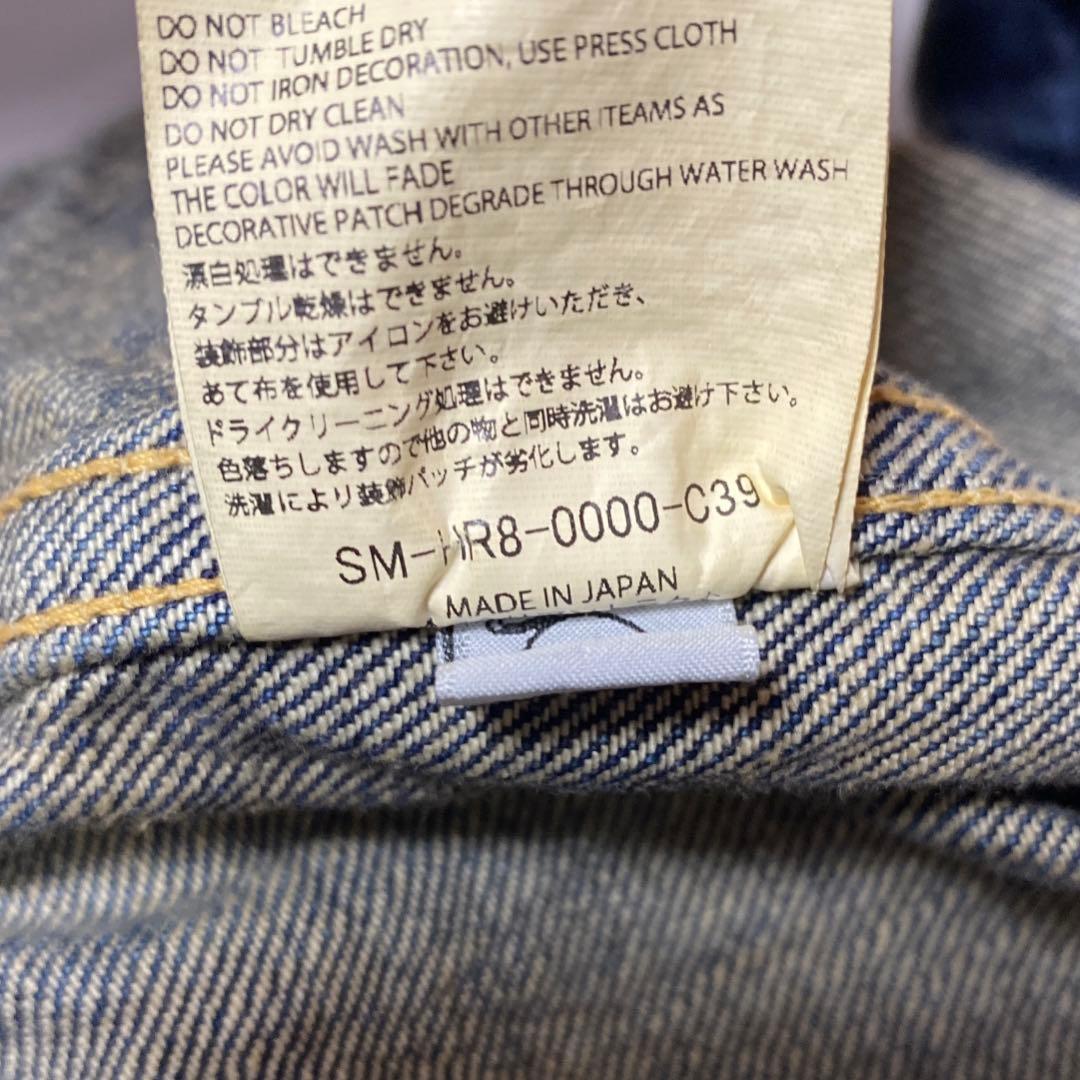 DO NOT BLEACH
DO NOT TUMBLE DRY
DO NOT IRON DECORATION, USE PRESS CLOTH
DO NOT DRY CLEAN
PLEASE AVOID WASH WITH OTHER ITEAMS AS
THE COLOR WILL FADE
DECORATIVE PATCH DEGRADE THROUGH WATER WASH
漂白処理はできません。
タンブル乾燥はできません。
装飾部分はアイロンをお避けいただき、
あて布を使用して下さい。
ドライクリーニング処理はできません。
色落ちしますので他の物と同時洗濯はお避け下さい。
洗濯により装飾パッチが劣化します。
SM-HR8-0000-C39
MADE IN JAPAN